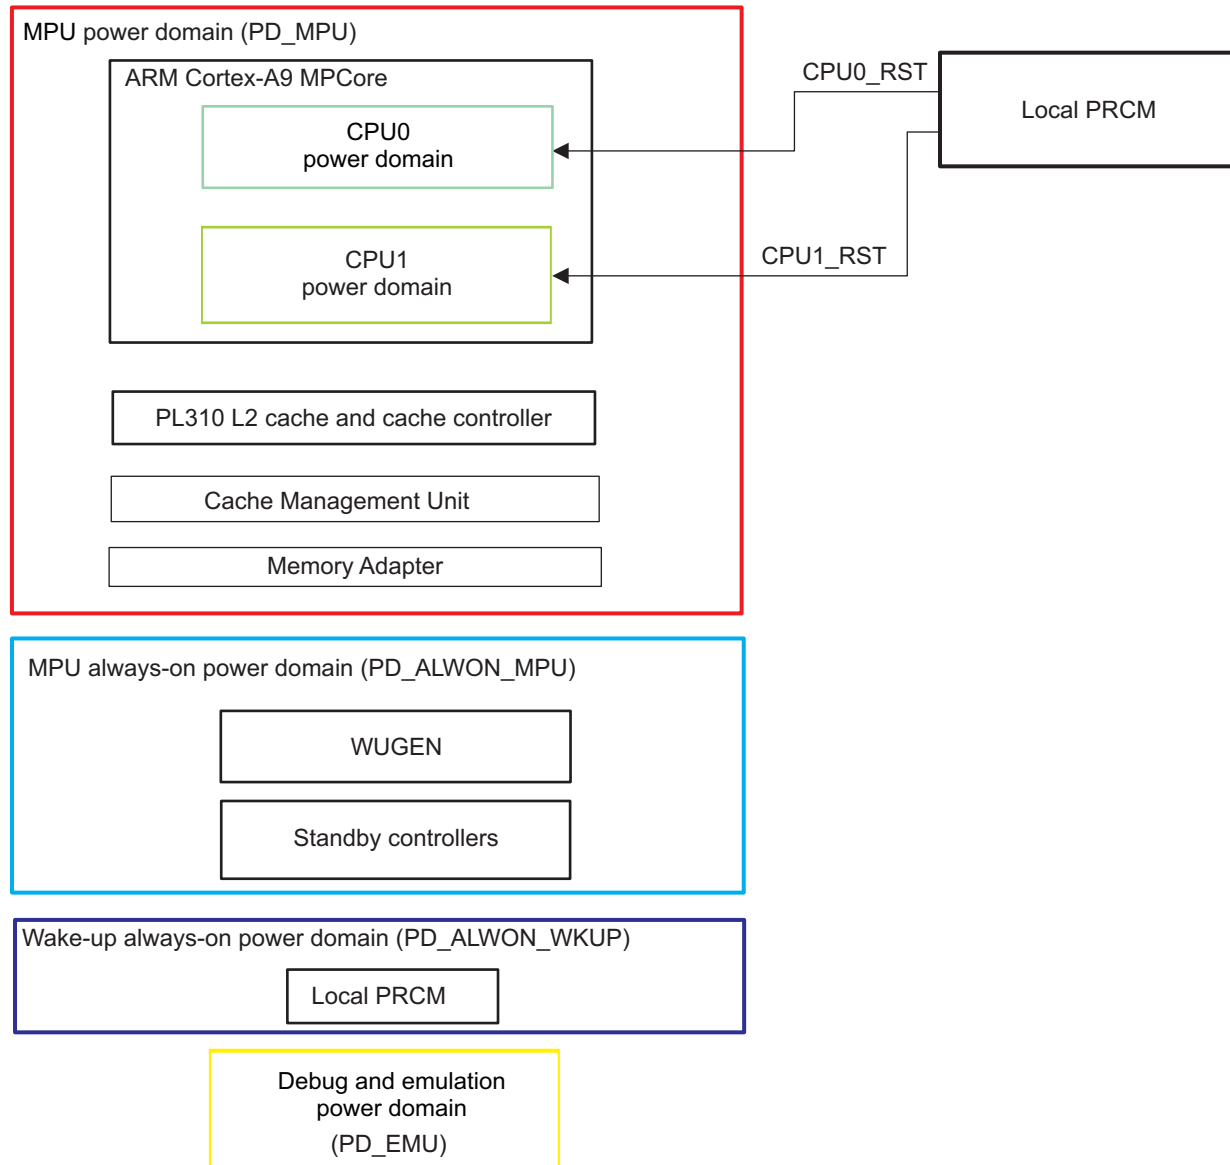 MPU power domain (PD_MPU)
ARM Cortex-A9 MPCore
CPU0
power domain
CPU1
power domain
CPU0_RST
Local PRCM
CPU1_RST
PL310 L2 cache and cache controller
Cache Management Unit
Memory Adapter
MPU always-on power domain (PD_ALWON_MPU)
WUGEN
Standby controllers
Wake-up always-on power domain (PD_ALWON_WKUP)
Local PRCM
Debug and emulation
power domain
(PD_EMU)